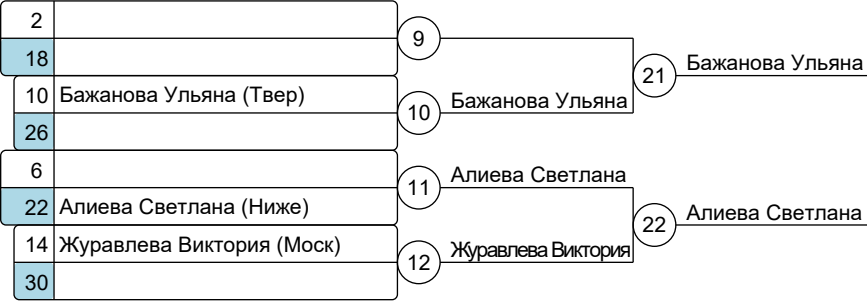 2
9
18
21 Бажанова Ульяна
10 Бажанова Ульяна (Твер)
10 Бажанова Ульяна
26
6
11 Алиева Светлана
22 Алиева Светлана (Ниже)
22 Алиева Светлана
14 Журавлева Виктория (Моск)
12 Журавлева Виктория
30